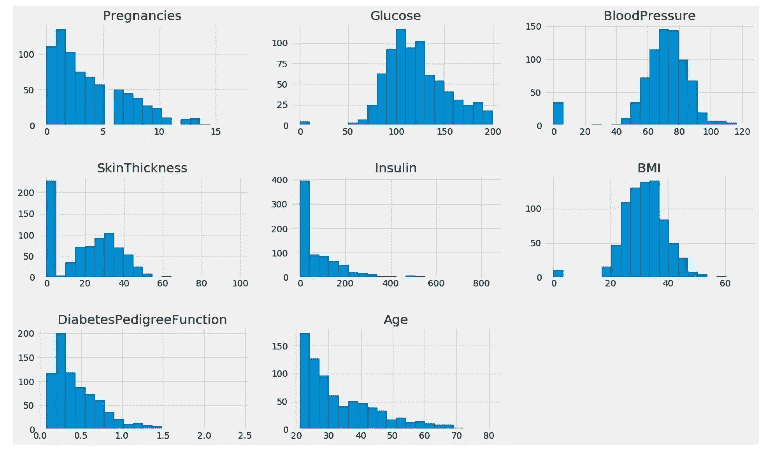 Pregnancies Glucose BloodPressure
100 50 0
0 5 10 15
100 75 50 25 0
0 50 100 150 200
150 100 50 0
0 20 40 60 80 100 120
SkinThickness Insulin BMI
200 150 100 50 0
0 20 40 60 80 100
400 300 200 100 0
0 200 400 600 800
100 50 0
0 20 40 60
DiabetesPedigreeFunction Age
200 150 100 50 0
0.0 0.5 1.0 1.5 2.0 2.5
150 100 50 0
20 30 40 50 60 70 80